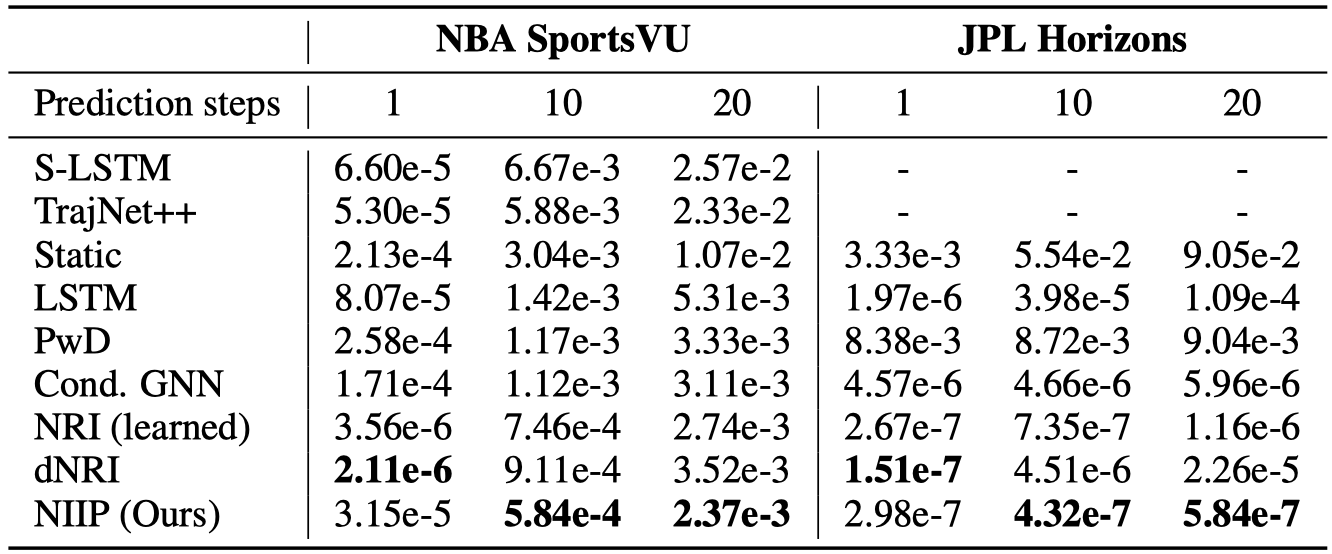 NBA SportsVU JPL Horizons
Prediction steps 1 10 20 1 10 20
S-LSTM 6.60e-5 6.67e-3 2.57e-2 - - -
TrajNet++ 5.30e-5 5.88e-3 2.33e-2 - - -
Static 2.13e-4 3.04e-3 1.07e-2 3.33e-3 5.54e-2 9.05e-2
LSTM 8.07e-5 1.42e-3 5.31e-3 1.97e-6 3.98e-5 1.09e-4
PwD 2.58e-4 1.17e-3 3.33e-3 8.38e-3 8.72e-3 9.04e-3
Cond. GNN 1.71e-4 1.12e-3 3.11e-3 4.57e-6 4.66e-6 5.96e-6
NRI (learned) 3.56e-6 7.46e-4 2.74e-3 2.67e-7 7.35e-7 1.16e-6
dNRI 2.11e-6 9.11e-4 3.52e-3 1.51e-7 4.51e-6 2.26e-5
NIIP (Ours) 3.15e-5 5.84e-4 2.37e-3 2.98e-7 4.32e-7 5.84e-7